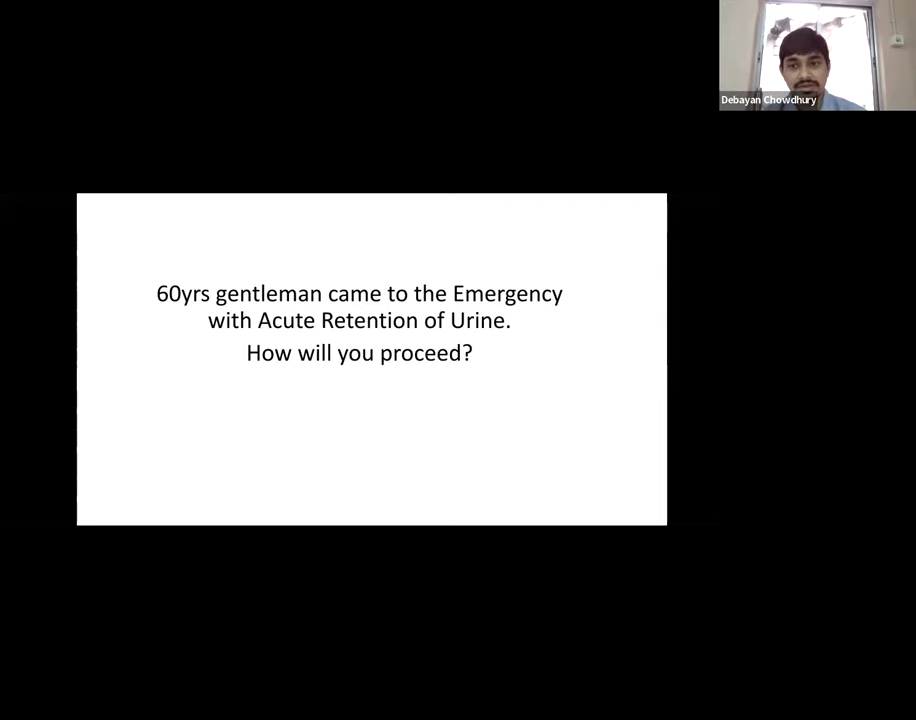 Debayan Chowdhury
60yrs gentleman came to the Emergency
with Acute Retention of Urine.
How will you proceed?